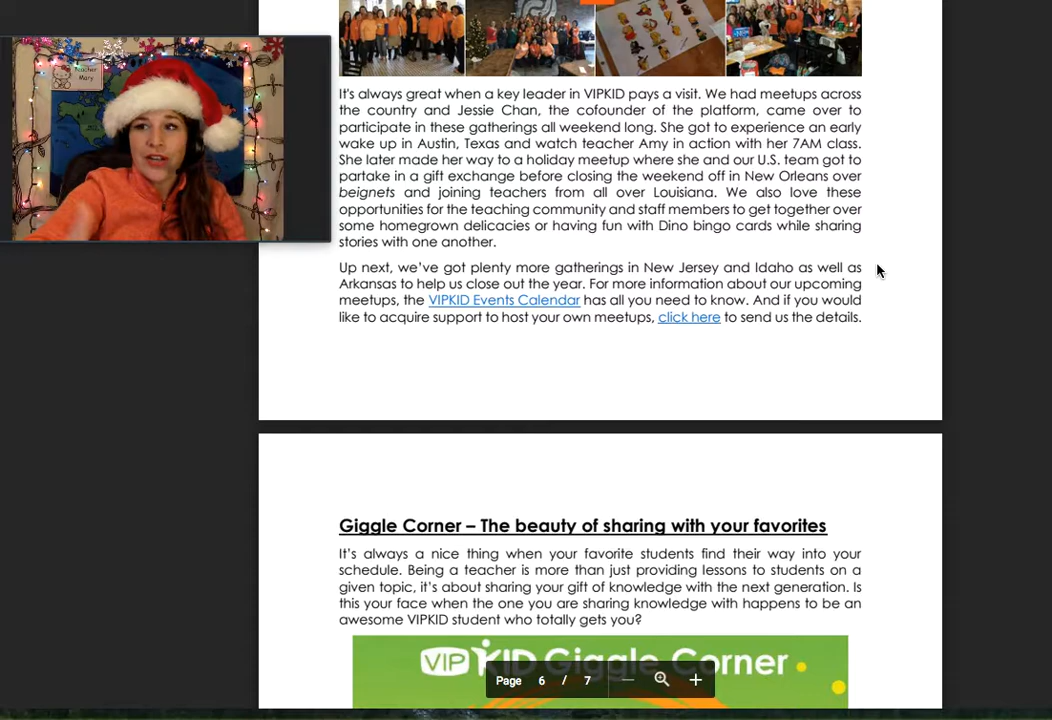 Teacher
Mary
It's always great when a key leader in VIPKID pays a visit. We had meetups across
the country and Jessie Chan, the cofounder of the platform, came over to
participate in these gatherings all weekend long. She got to experience an early
wake up in Austin, Texas and watch teacher Amy in action with her 7AM class.
She later made her way to a holiday meetup where she and our U.S. team got to
partake in a gift exchange before closing the weekend off in New Orleans over
beignets and joining teachers from all over Louisiana. We also love these
opportunities for the teaching community and staff members to get together over
some homegrown delicacies or having fun with Dino bingo cards while sharing
stories with one another.
Up next, we've got plenty more gatherings in New Jersey and Idaho as well as
Arkansas to help us close out the year. For more information about our upcoming
meetups, the VIPKID Events Calendar has all you need to know. And if you would
like to acquire support to host your own meetups, click here to send us the details.
Giggle Corner – The beauty of sharing with your favorites
It's always a nice thing when your favorite students find their way into your
schedule. Being a teacher is more than just providing lessons to students on a
given topic, it's about sharing your gift of knowledge with the next generation. Is
this your face when the one you are sharing knowledge with happens to be an
awesome VIPKID student who totally gets you?
VIPKID Giggle Corner
Page 6 / 7